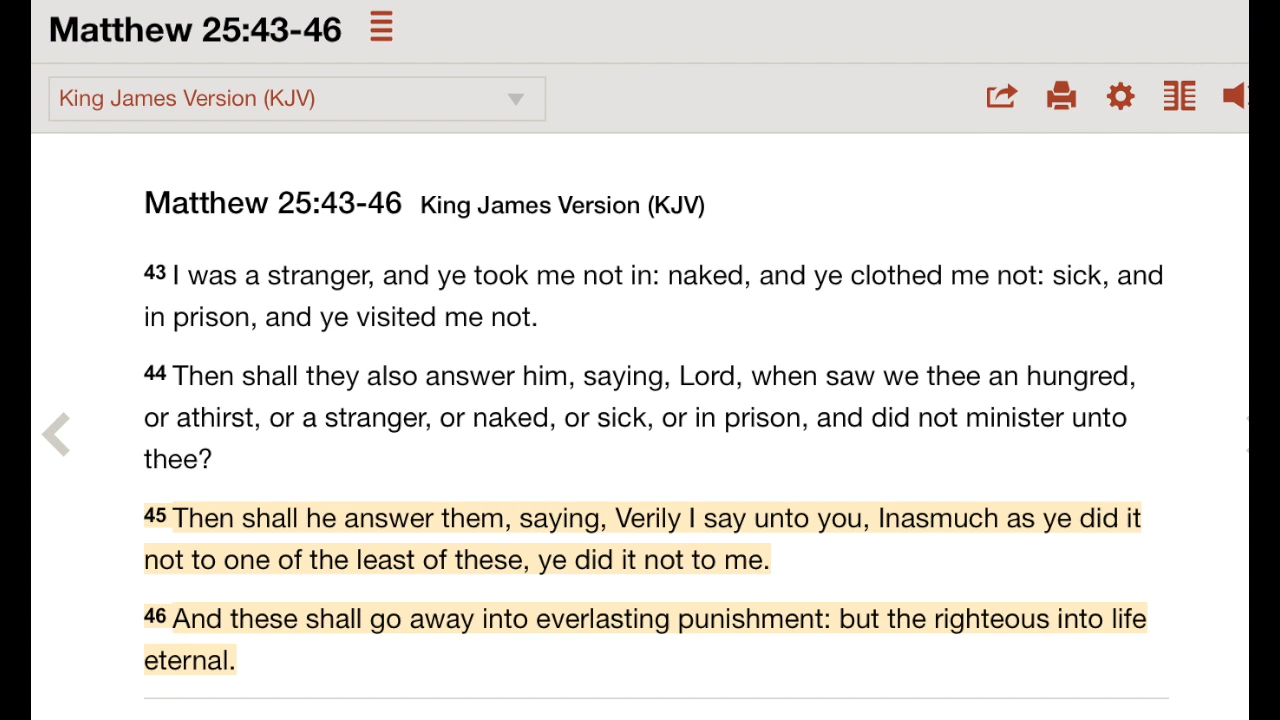 Matthew 25:43-46
King James Version (KJV)
Matthew 25:43-46 King James Version (KJV)
43 I was a stranger, and ye took me not in: naked, and ye clothed me not: sick, and
in prison, and ye visited me not.
44 Then shall they also answer him, saying, Lord, when saw we thee an hungred,
or athirst, or a stranger, or naked, or sick, or in prison, and did not minister unto
thee?
45 Then shall he answer them, saying, Verily I say unto you, Inasmuch as ye did it
not to one of the least of these, ye did it not to me.
46 And these shall go away into everlasting punishment: but the righteous into life
eternal.